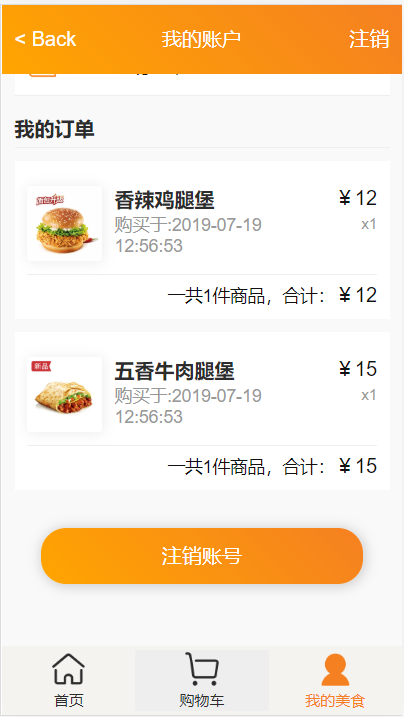 < Back 我的账户 注销
我的订单
香辣鸡腿堡 ¥ 12
购买于:2019-07-19 x1
12:56:53
一共1件商品，合计： ¥ 12
新品
五香牛肉腿堡 ¥ 15
购买于:2019-07-19 x1
12:56:53
一共1件商品，合计： ¥ 15
注销账号
首页 购物车 我的美食